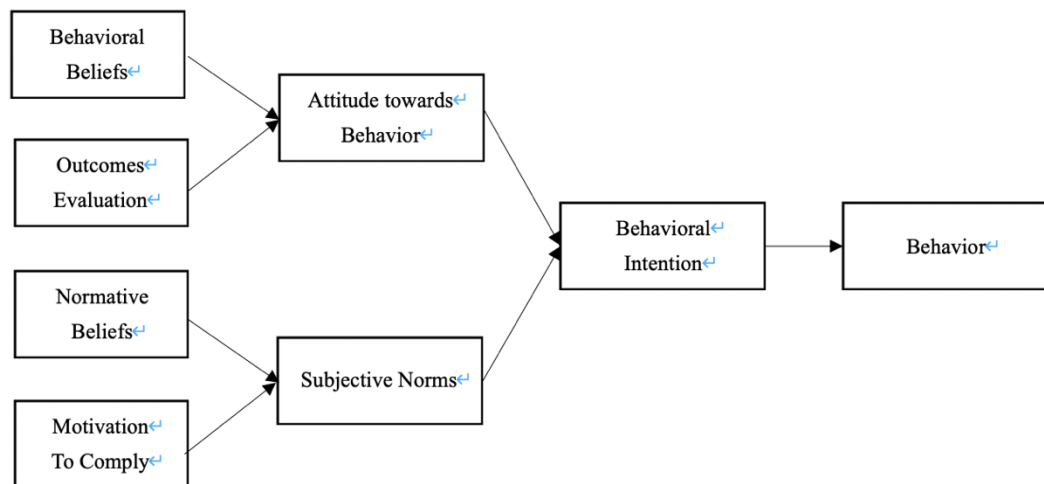 Behavioral
Beliefs↵
Outcomes↵
Evaluation↵
Normative
Beliefs↵
Motivation↵
To Comply↵
Attitude towards↵
Behavior↵
Subjective Norms↵
Behavioral↵
Intention↵
Behavior↵